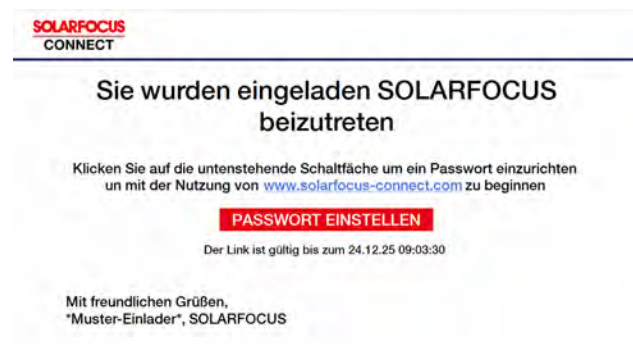 SOLARFOCUS
CONNECT
Sie wurden eingeladen SOLARFOCUS
beizutreten
Klicken Sie auf die untenstehende Schaltfäche um ein Passwort einzurichten
un mit der Nutzung von www.solarfocus-connect.com zu beginnen
PASSWORT EINSTELLEN
Der Link ist gültig bis zum 24.12.25 09:03:30
Mit freundlichen Grüßen,
*Muster-Einlader*, SOLARFOCUS